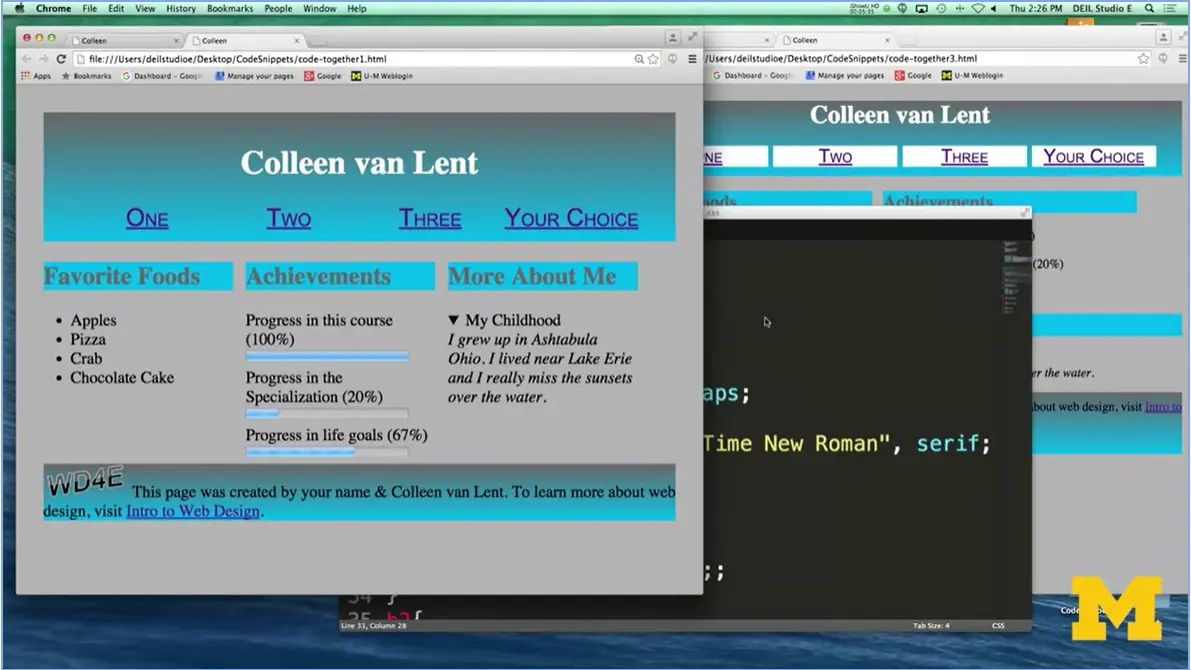 Chrome File Edit View History Bookmarks People Window Help
Thu 2:26 PM DEIL Studio E
Colleen
Colleen
file:///Users/deilstudioe/Desktop/CodeSnippets/code-together1.html
Apps Bookmarks Dashboard - Goog Manage your pages Google U-M Weblogin
Colleen van Lent
One Two Three Your Choice
Favorite Foods
Apples
Pizza
Crab
Chocolate Cake
Achievements
Progress in this course
(100%)
Progress in the
Specialization (20%)
Progress in life goals (67%)
More About Me
▼ My Childhood
I grew up in Ashtabula
Ohio. I lived near Lake Erie
and I really miss the sunsets
over the water.
WD4E This page was created by your name & Colleen van Lent. To learn more about web
design, visit Intro to Web Design.
Colleen
/Users/deilstudioe/Desktop/CodeSnippets/code-together3.html
Dashboard - Goog Manage your pages Google U-M Weblogin
Colleen van Lent
NE Two Three Your Choice
Achievements
(20%)
er the water.
bout web design, visit Intro to
css
aps;
Time New Roman", serif;
;;
34 }
35 h2{
Line 33, Column 28 Tab Size: 4 CSS
M